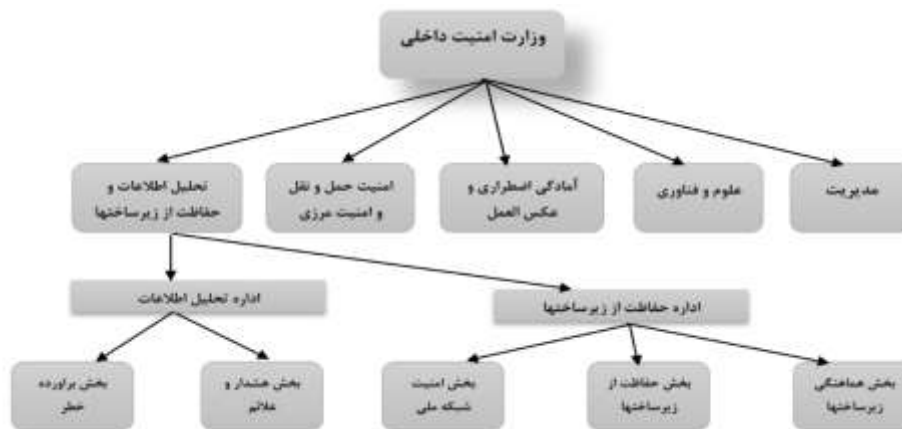 وزارت امنیت داخلی
مدیریت
علوم و فناوری
آمادگی اضطراری و
عکس العمل
امنیت حمل و نقل
و امنیت مرزی
تحلیل اطلاعات و
حفاظت از زیرساختها
اداره حفاظت از زیرساختها
اداره تحلیل اطلاعات
بخش هماهنگی
زیرساختها
بخش حفاظت از
زیرساختها
بخش امنیت
شبکه ملی
بخش هشدار و
علائم
بخش براورده
خطر